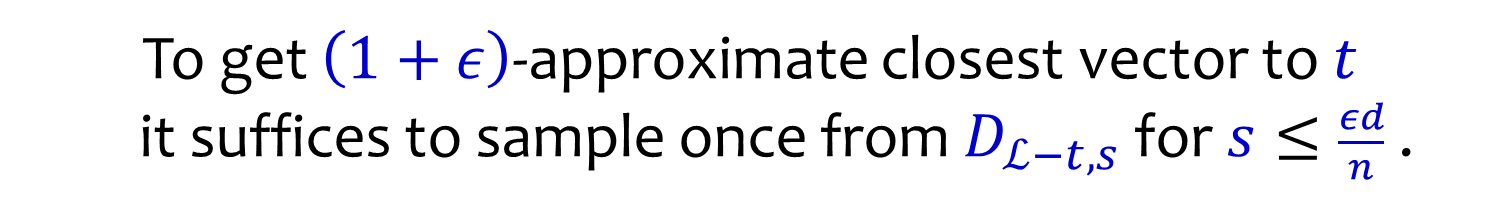 To get (1 + ϵ)-approximate closest vector to t
it suffices to sample once from D_{ℒ−t,s} for s ≤ ϵd/n .